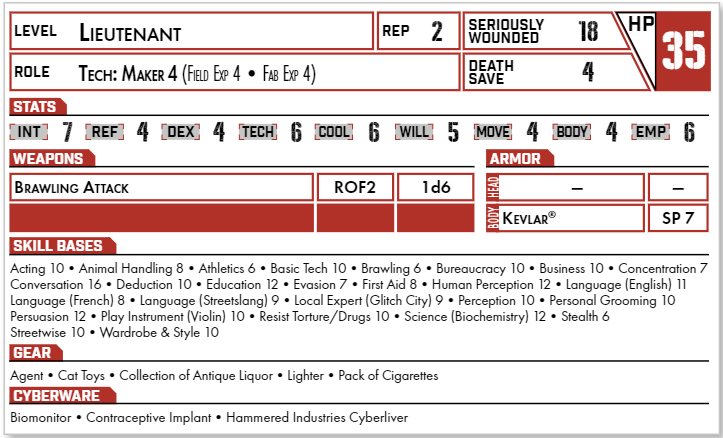 LEVEL LIEUTENANT REP 2 SERIOUSLY WOUNDED 18 HP 35
ROLE TECH: MAKER 4 (FIELD EXP 4 • FAB EXP 4) DEATH SAVE 4
STATS
INT 7 REF 4 DEX 4 TECH 6 COOL 6 WILL 5 MOVE 4 BODY 4 EMP 6
WEAPONS ARMOR
BRAWLING ATTACK ROF2 1d6 HEAD – –
BODY KEVLAR® SP 7
SKILL BASES
Acting 10 • Animal Handling 8 • Athletics 6 • Basic Tech 10 • Brawling 6 • Bureaucracy 10 • Business 10 • Concentration 7
Conversation 16 • Deduction 10 • Education 12 • Evasion 7 • First Aid 8 • Human Perception 12 • Language (English) 11
Language (French) 8 • Language (Streetslang) 9 • Local Expert (Glitch City) 9 • Perception 10 • Personal Grooming 10
Persuasion 12 • Play Instrument (Violin) 10 • Resist Torture/Drugs 10 • Science (Biochemistry) 12 • Stealth 6
Streetwise 10 • Wardrobe & Style 10
GEAR
Agent • Cat Toys • Collection of Antique Liquor • Lighter • Pack of Cigarettes
CYBERWARE
Biomonitor • Contraceptive Implant • Hammered Industries Cyberliver